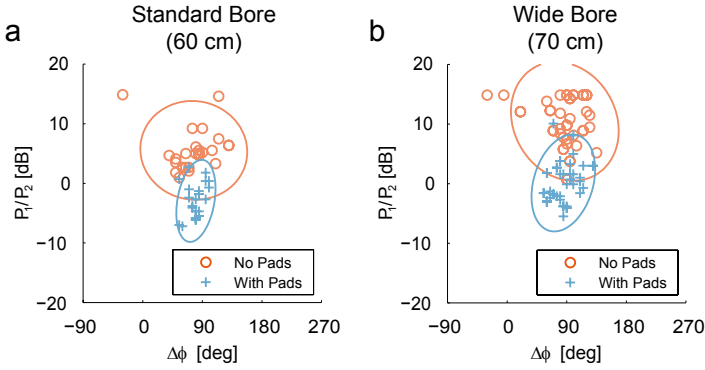 a
Standard Bore
(60 cm)
P1/P2 [dB]
20
10
0
−10
−20
No Pads
With Pads
−90
0
90
180
270
Δϕ [deg]
b
Wide Bore
(70 cm)
P1/P2 [dB]
20
10
0
−10
−20
No Pads
With Pads
−90
0
90
180
270
Δϕ [deg]